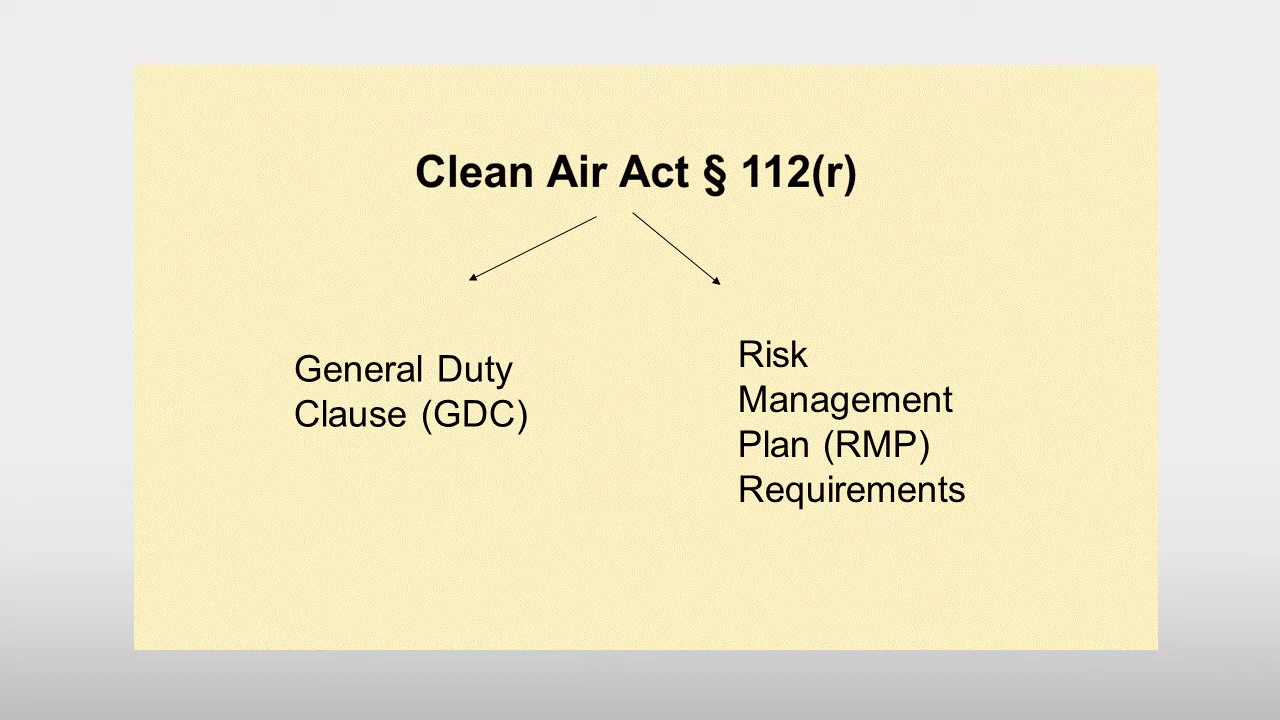 Clean Air Act § 112(r)
General Duty
Clause (GDC)
Risk
Management
Plan (RMP)
Requirements